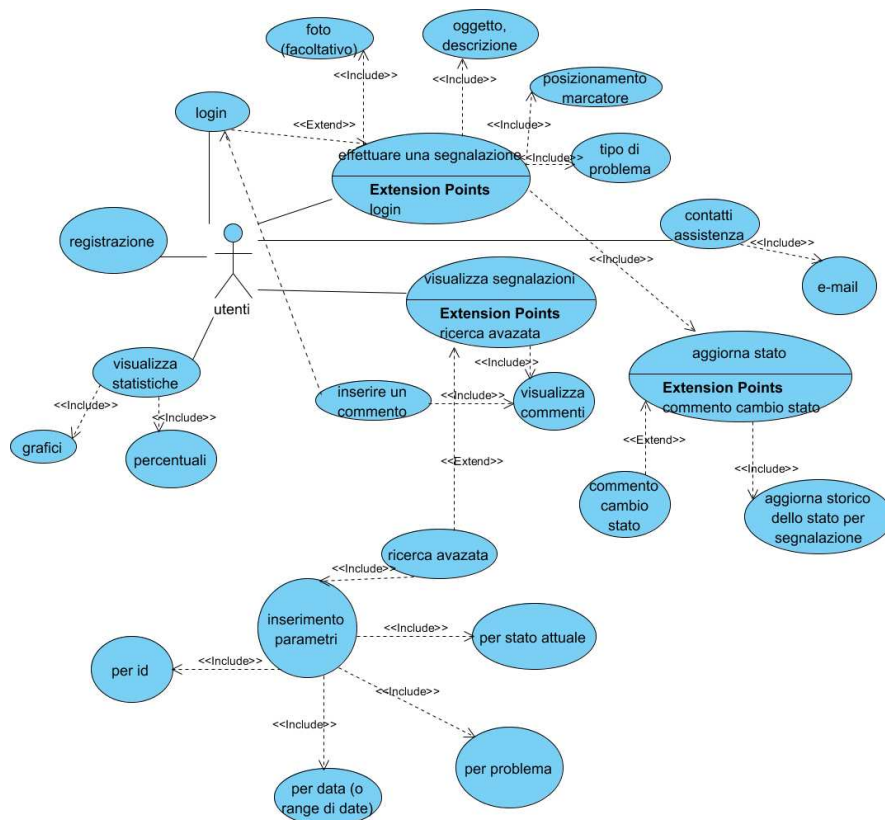 foto
(facoltativo)
oggetto,
descrizione
<<Include>>
<<Include>>
posizionamento
marcatore
login
<<Extend>>
<<Include>>
effettuare una segnalazione
<<Include>>
tipo di
problema
Extension Points
login
registrazione
contatti
assistenza
<<Include>>
<<Include>>
e-mail
utenti
visualizza segnalazioni
Extension Points
ricerca avazata
visualizza
statistiche
<<Include>>
<<Include>>
grafici
percentuali
<<Include>>
inserire un
commento
<<Include>>
visualizza
commenti
aggiorna stato
Extension Points
commento cambio stato
<<Extend>>
<<Extend>>
<<Include>>
commento
cambio
stato
aggiorna storico
dello stato per
segnalazione
ricerca avazata
<<Include>>
inserimento
parametri
<<Include>>
per stato attuale
per id
<<Include>>
<<Include>>
<<Include>>
per problema
per data (o
range di date)